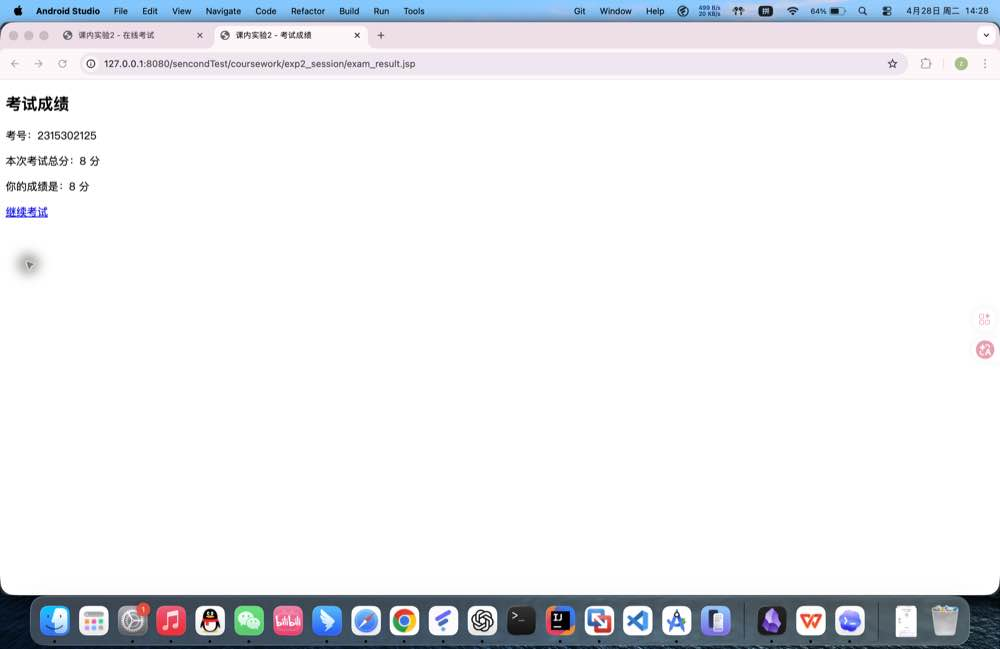 Android Studio File Edit View Navigate Code Refactor Build Run Tools Git Window Help 499 B/s 20 KB/s 拼 64% 4月28日 周二 14:28
课内实验2 - 在线考试 课内实验2 - 考试成绩
127.0.0.1:8080/sencondTest/coursework/exp2_session/exam_result.jsp
考试成绩
考号：2315302125
本次考试总分：8 分
你的成绩是：8 分
继续考试
1
bilibili
>_
IJ